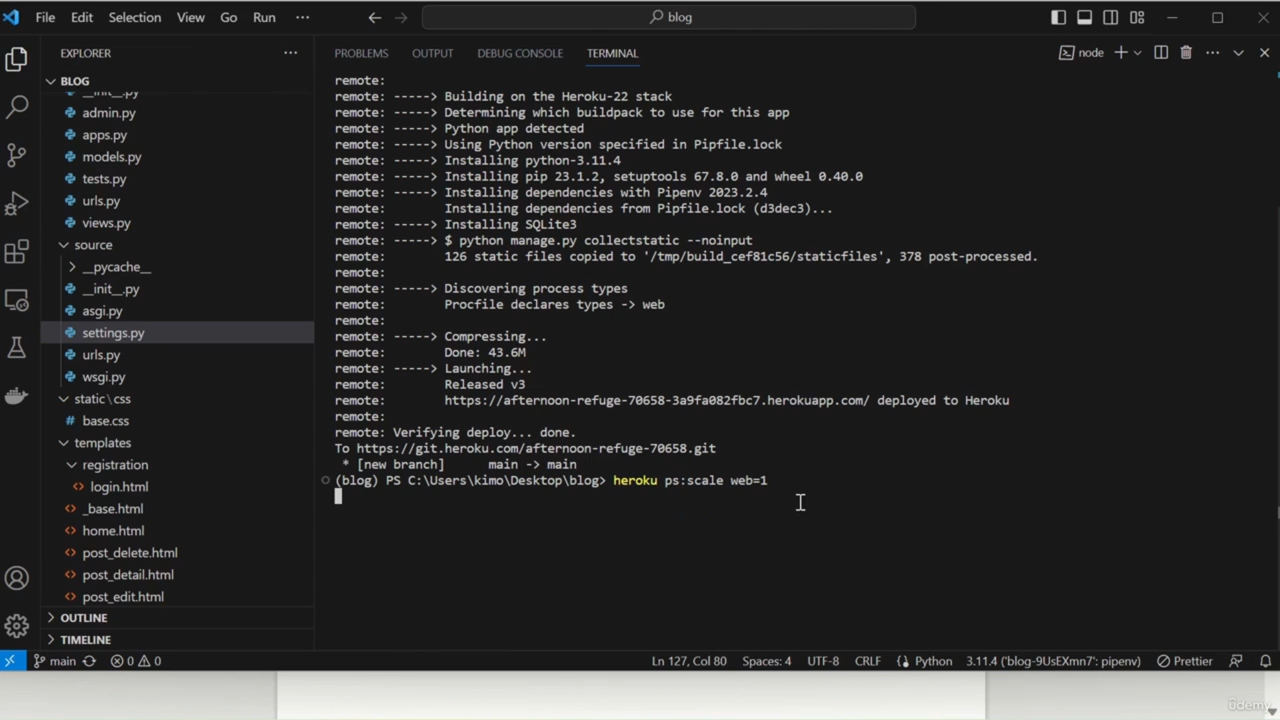 File Edit Selection View Go Run ··· blog
EXPLORER ···
BLOG
__init__.py
admin.py
apps.py
models.py
tests.py
urls.py
views.py
source
__pycache__
__init__.py
asgi.py
settings.py
urls.py
wsgi.py
static\css
base.css
templates
registration
login.html
_base.html
home.html
post_delete.html
post_detail.html
post_edit.html
OUTLINE
TIMELINE
PROBLEMS OUTPUT DEBUG CONSOLE TERMINAL node
remote:
remote: -----> Building on the Heroku-22 stack
remote: -----> Determining which buildpack to use for this app
remote: -----> Python app detected
remote: -----> Using Python version specified in Pipfile.lock
remote: -----> Installing python-3.11.4
remote: -----> Installing pip 23.1.2, setuptools 67.8.0 and wheel 0.40.0
remote: -----> Installing dependencies with Pipenv 2023.2.4
remote: Installing dependencies from Pipfile.lock (d3dec3)...
remote: -----> Installing SQLite3
remote: -----> $ python manage.py collectstatic --noinput
remote: 126 static files copied to '/tmp/build_cef81c56/staticfiles', 378 post-processed.
remote:
remote: -----> Discovering process types
remote: Procfile declares types -> web
remote:
remote: -----> Compressing...
remote: Done: 43.6M
remote: -----> Launching...
remote: Released v3
remote: https://afternoon-refuge-70658-3a9fa082fbc7.herokuapp.com/ deployed to Heroku
remote:
remote: Verifying deploy... done.
To https://git.heroku.com/afternoon-refuge-70658.git
* [new branch] main -> main
(blog) PS C:\Users\kimo\Desktop\blog> heroku ps:scale web=1
main 0 0 Ln 127, Col 80 Spaces: 4 UTF-8 CRLF Python 3.11.4 ('blog-9UsEXmn7': pipenv) Prettier
ûdemy